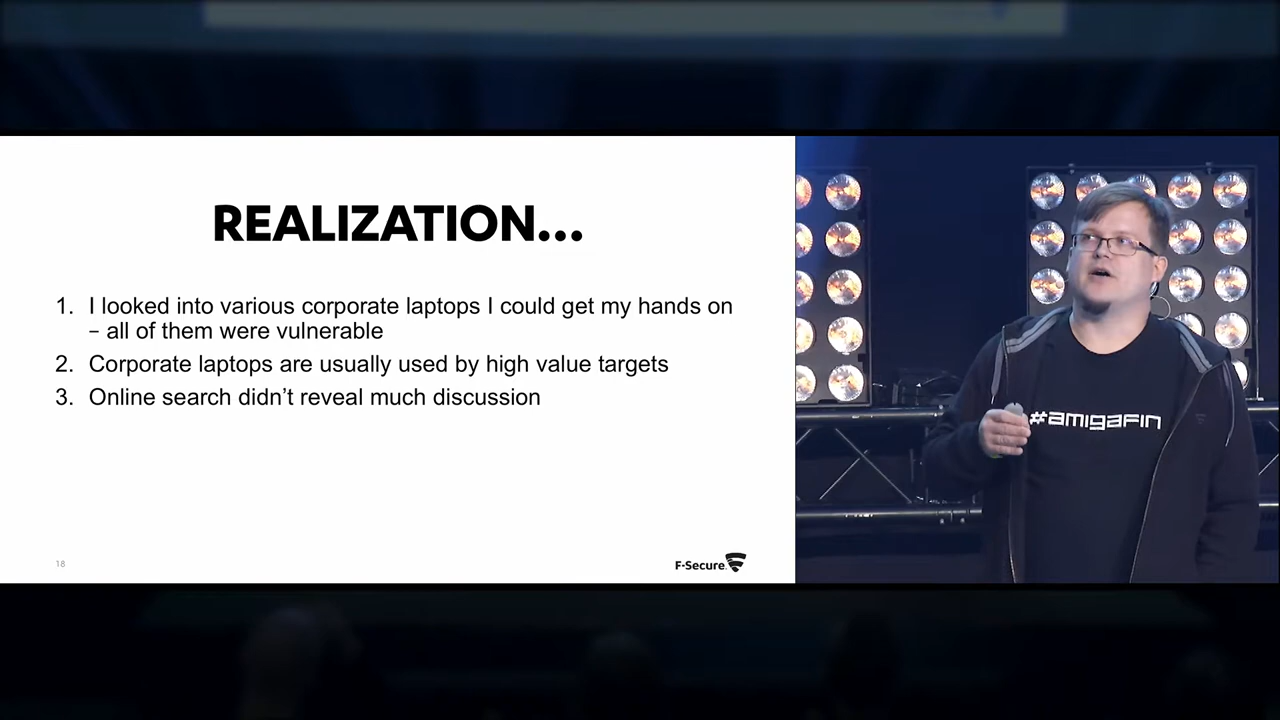 REALIZATION...
1. I looked into various corporate laptops I could get my hands on
– all of them were vulnerable
2. Corporate laptops are usually used by high value targets
3. Online search didn’t reveal much discussion
18
F-Secure.
#amigafin